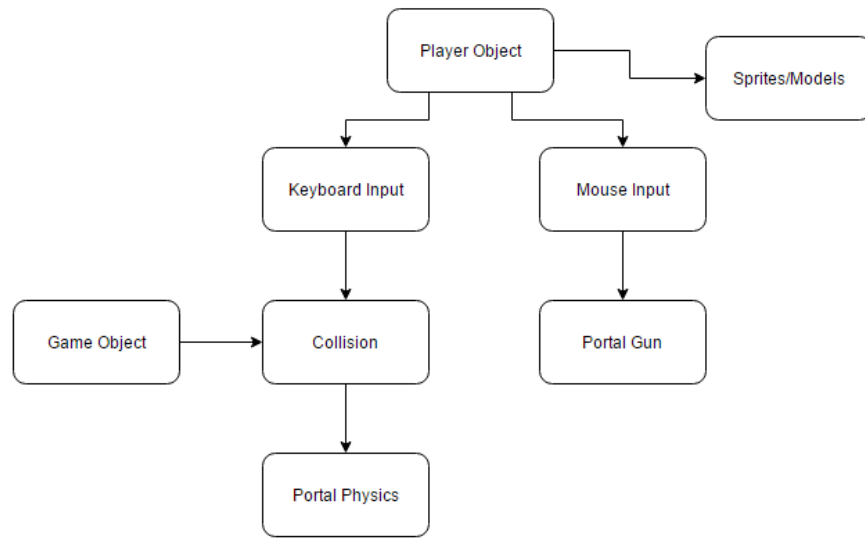 Player Object
Sprites/Models
Keyboard Input
Mouse Input
Game Object
Collision
Portal Gun
Portal Physics